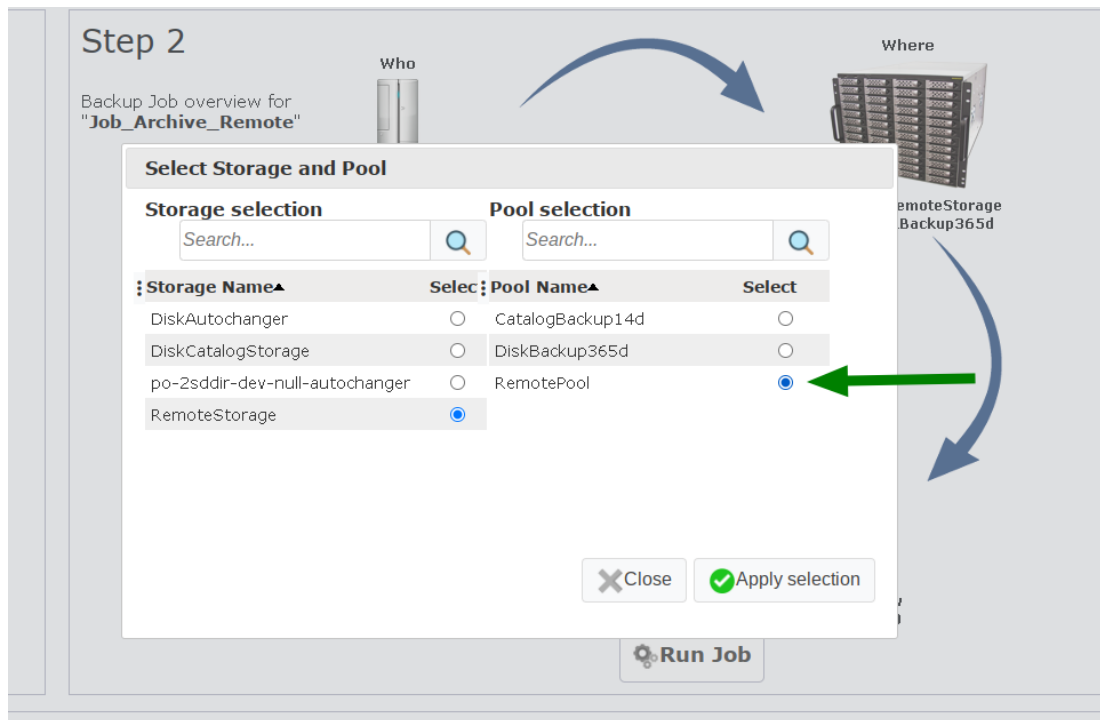 Step 2
Who
Where
Backup Job overview for
"Job_Archive_Remote"
Select Storage and Pool
Storage selection
Pool selection
Search...
Search...
Storage Name
Selec
Pool Name
Select
DiskAutochanger
CatalogBackup14d
DiskCatalogStorage
DiskBackup365d
po-2sddir-dev-null-autochanger
RemotePool
RemoteStorage
emoteStorage
Backup365d
Close
Apply selection
Run Job